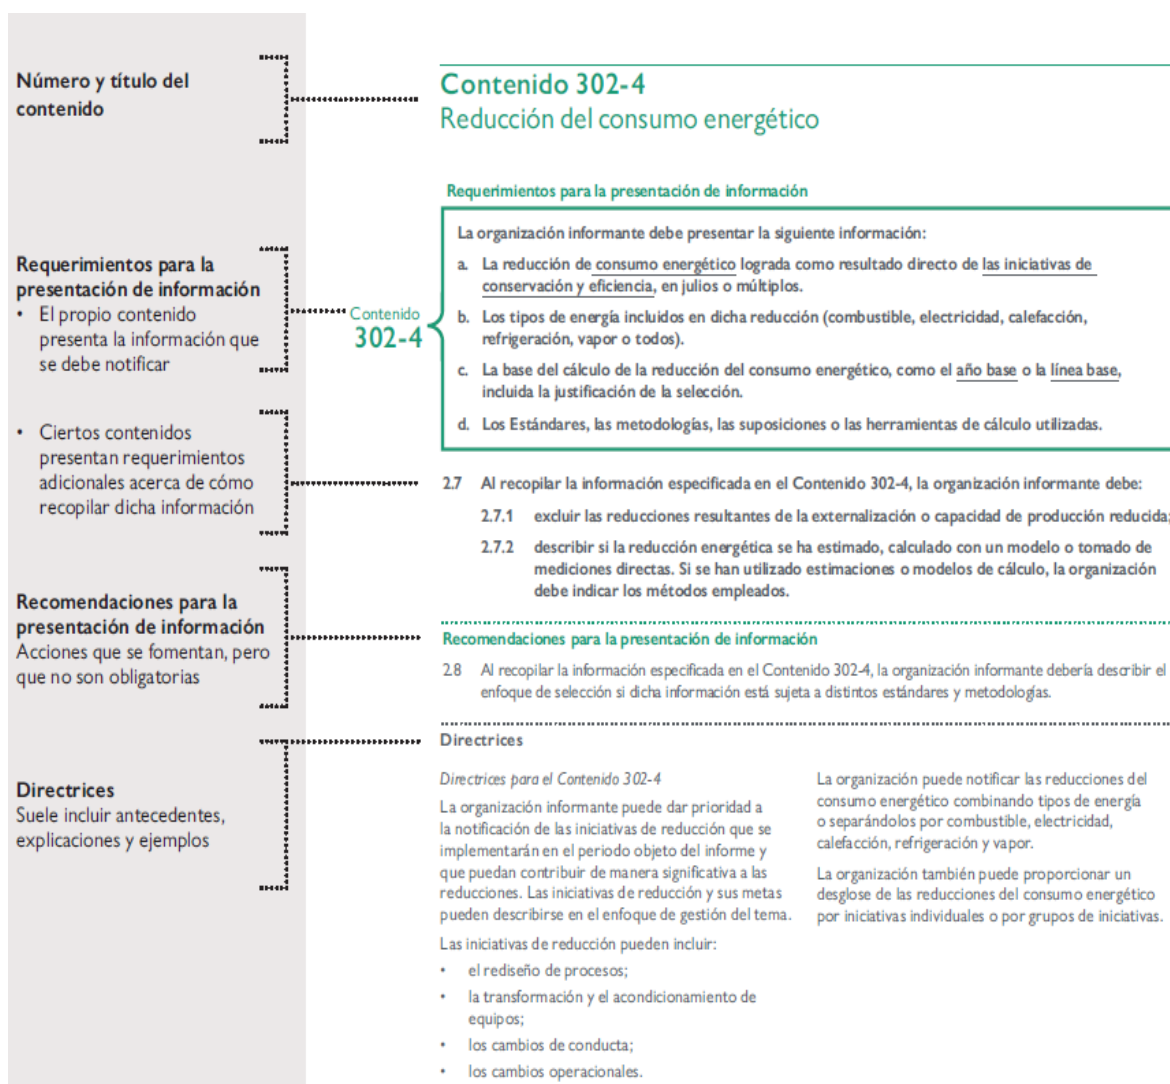 Número y título del
contenido
Contenido 302-4
Reducción del consumo energético
Requerimientos para la presentación de información
Requerimientos para la
presentación de información
• El propio contenido
presenta la información que
se debe notificar
Contenido
302-4
La organización informante debe presentar la siguiente información:
a. La reducción de consumo energético lograda como resultado directo de las iniciativas de
conservación y eficiencia, en julios o múltiplos.
b. Los tipos de energía incluidos en dicha reducción (combustible, electricidad, calefacción,
refrigeración, vapor o todos).
c. La base del cálculo de la reducción del consumo energético, como el año base o la línea base,
incluida la justificación de la selección.
d. Los Estándares, las metodologías, las suposiciones o las herramientas de cálculo utilizadas.
• Ciertos contenidos
presentan requerimientos
adicionales acerca de cómo
recopilar dicha información
2.7 Al recopilar la información especificada en el Contenido 302-4, la organización informante debe:
2.7.1 excluir las reducciones resultantes de la externalización o capacidad de producción reducida;
2.7.2 describir si la reducción energética se ha estimado, calculado con un modelo o tomado de
mediciones directas. Si se han utilizado estimaciones o modelos de cálculo, la organización
debe indicar los métodos empleados.
Recomendaciones para la
presentación de información
Acciones que se fomentan, pero
que no son obligatorias
Recomendaciones para la presentación de información
2.8 Al recopilar la información especificada en el Contenido 302-4, la organización informante debería describir el
enfoque de selección si dicha información está sujeta a distintos estándares y metodologías.
Directrices
Suele incluir antecedentes,
explicaciones y ejemplos
Directrices
Directrices para el Contenido 302-4
La organización informante puede dar prioridad a
la notificación de las iniciativas de reducción que se
implementarán en el periodo objeto del informe y
que puedan contribuir de manera significativa a las
reducciones. Las iniciativas de reducción y sus metas
pueden describirse en el enfoque de gestión del tema.
Las iniciativas de reducción pueden incluir:
• el rediseño de procesos;
• la transformación y el acondicionamiento de
equipos;
• los cambios de conducta;
• los cambios operacionales.
La organización puede notificar las reducciones del
consumo energético combinando tipos de energía
o separándolos por combustible, electricidad,
calefacción, refrigeración y vapor.
La organización también puede proporcionar un
desglose de las reducciones del consumo energético
por iniciativas individuales o por grupos de iniciativas.